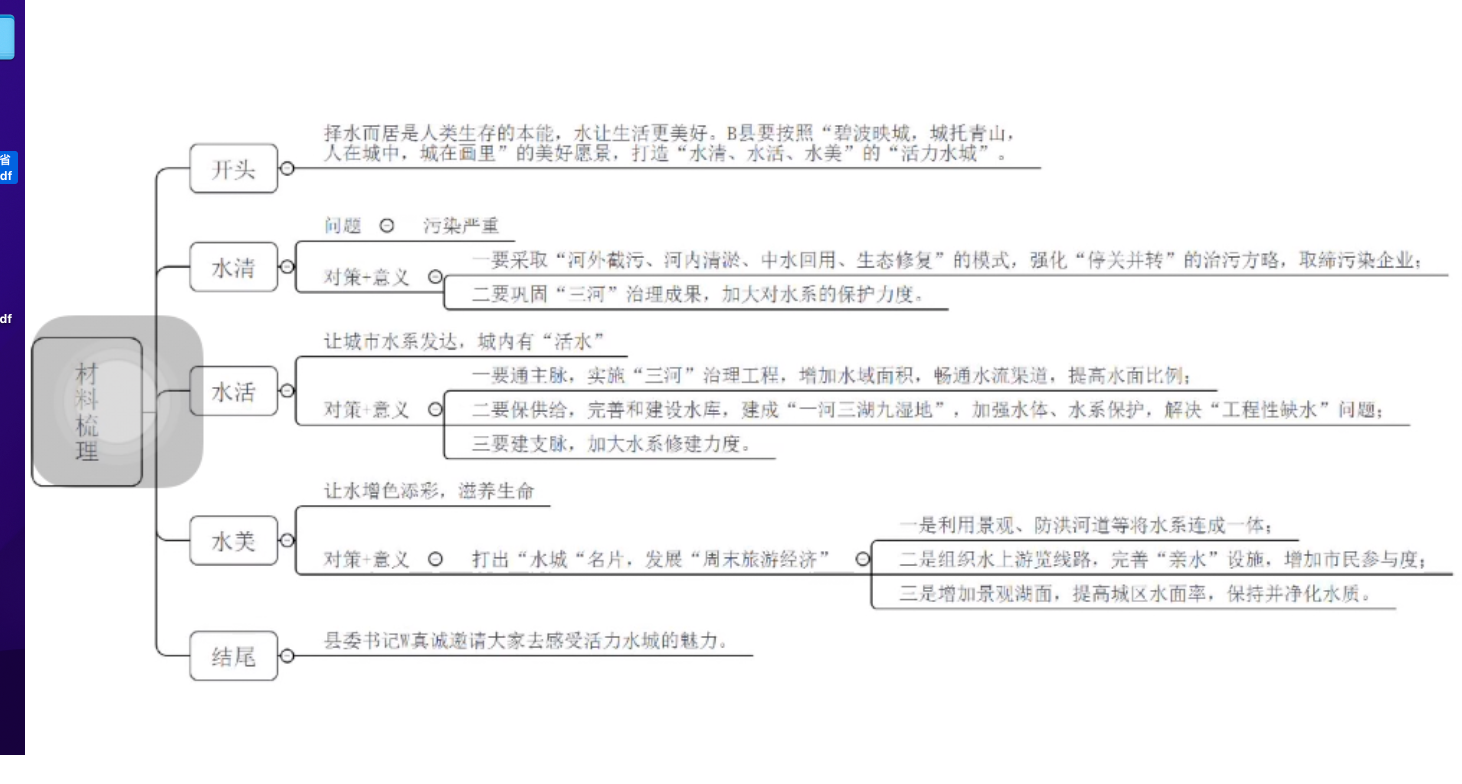 省
df
df
材料梳理
开头
择水而居是人类生存的本能，水让生活更美好。B县要按照“碧波映城，城托青山，
人在城中，城在画里”的美好愿景，打造“水清、水活、水美”的“活力水城”。
水清
问题
污染严重
对策+意义
一要采取“河外截污、河内清淤、中水回用、生态修复”的模式，强化“停关并转”的治污方略，取缔污染企业；
二要巩固“三河”治理成果，加大对水系的保护力度。
水活
让城市水系发达，城内有“活水”
对策+意义
一要通主脉，实施“三河”治理工程，增加水域面积，畅通水流渠道，提高水面比例；
二要保供给，完善和建设水库，建成“一河三湖九湿地”，加强水体、水系保护，解决“工程性缺水”问题；
三要建支脉，加大水系修建力度。
水美
让水增色添彩，滋养生命
对策+意义
打出“水城“名片，发展“周末旅游经济”
一是利用景观、防洪河道等将水系连成一体；
二是组织水上游览线路，完善“亲水”设施，增加市民参与度；
三是增加景观湖面，提高城区水面率，保持并净化水质。
结尾
县委书记W真诚邀请大家去感受活力水城的魅力。